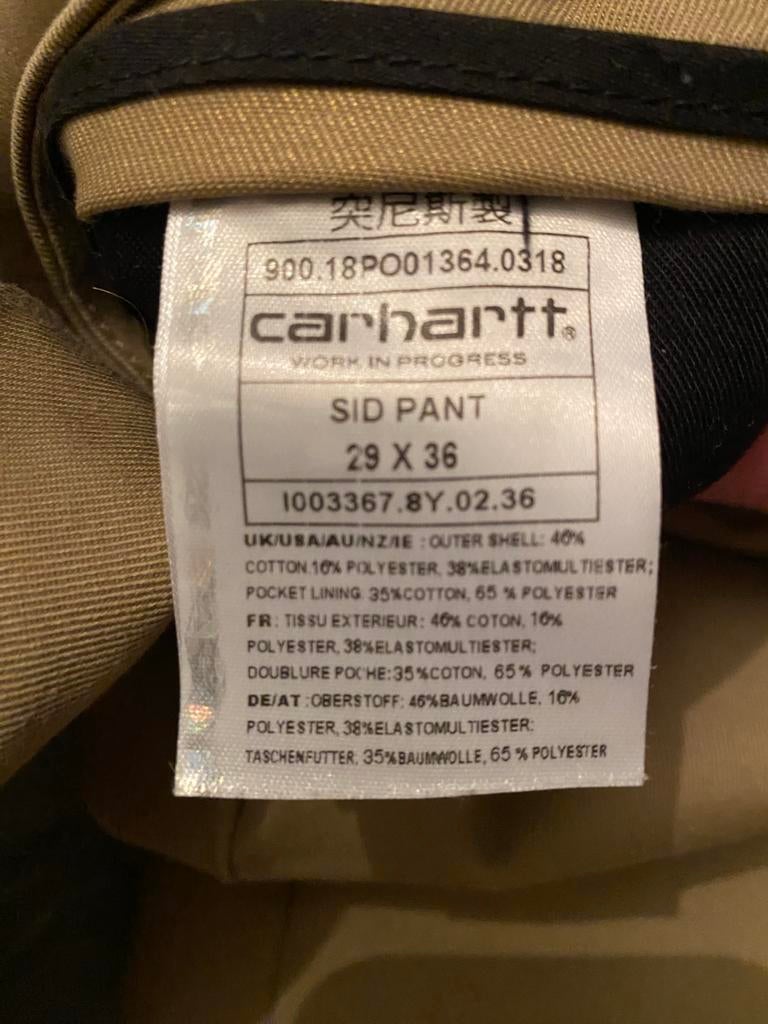 突尼斯製
900.18PO01364.0318
carhartt®
WORK IN PROGRESS
SID PANT
29 X 36
I003367.8Y.02.36
UK/USA/AU/NZ/IE : OUTER SHELL: 46%
COTTON 16% POLYESTER, 38%ELASTOMULTIESTER;
POCKET LINING 35%COTTON, 65 % POLYESTER
FR: TISSU EXTERIEUR: 46% COTON, 16%
POLYESTER, 38%ELASTOMULTIESTER;
DOUBLURE POCHE:35%COTON, 65% POLYESTER
DE/AT :OBERSTOFF: 46%BAUMWOLLE, 16%
POLYESTER, 38%ELASTOMULTIESTER:
TASCHENFUTTER, 35%BAUMWOLLE, 65 % POLYESTER